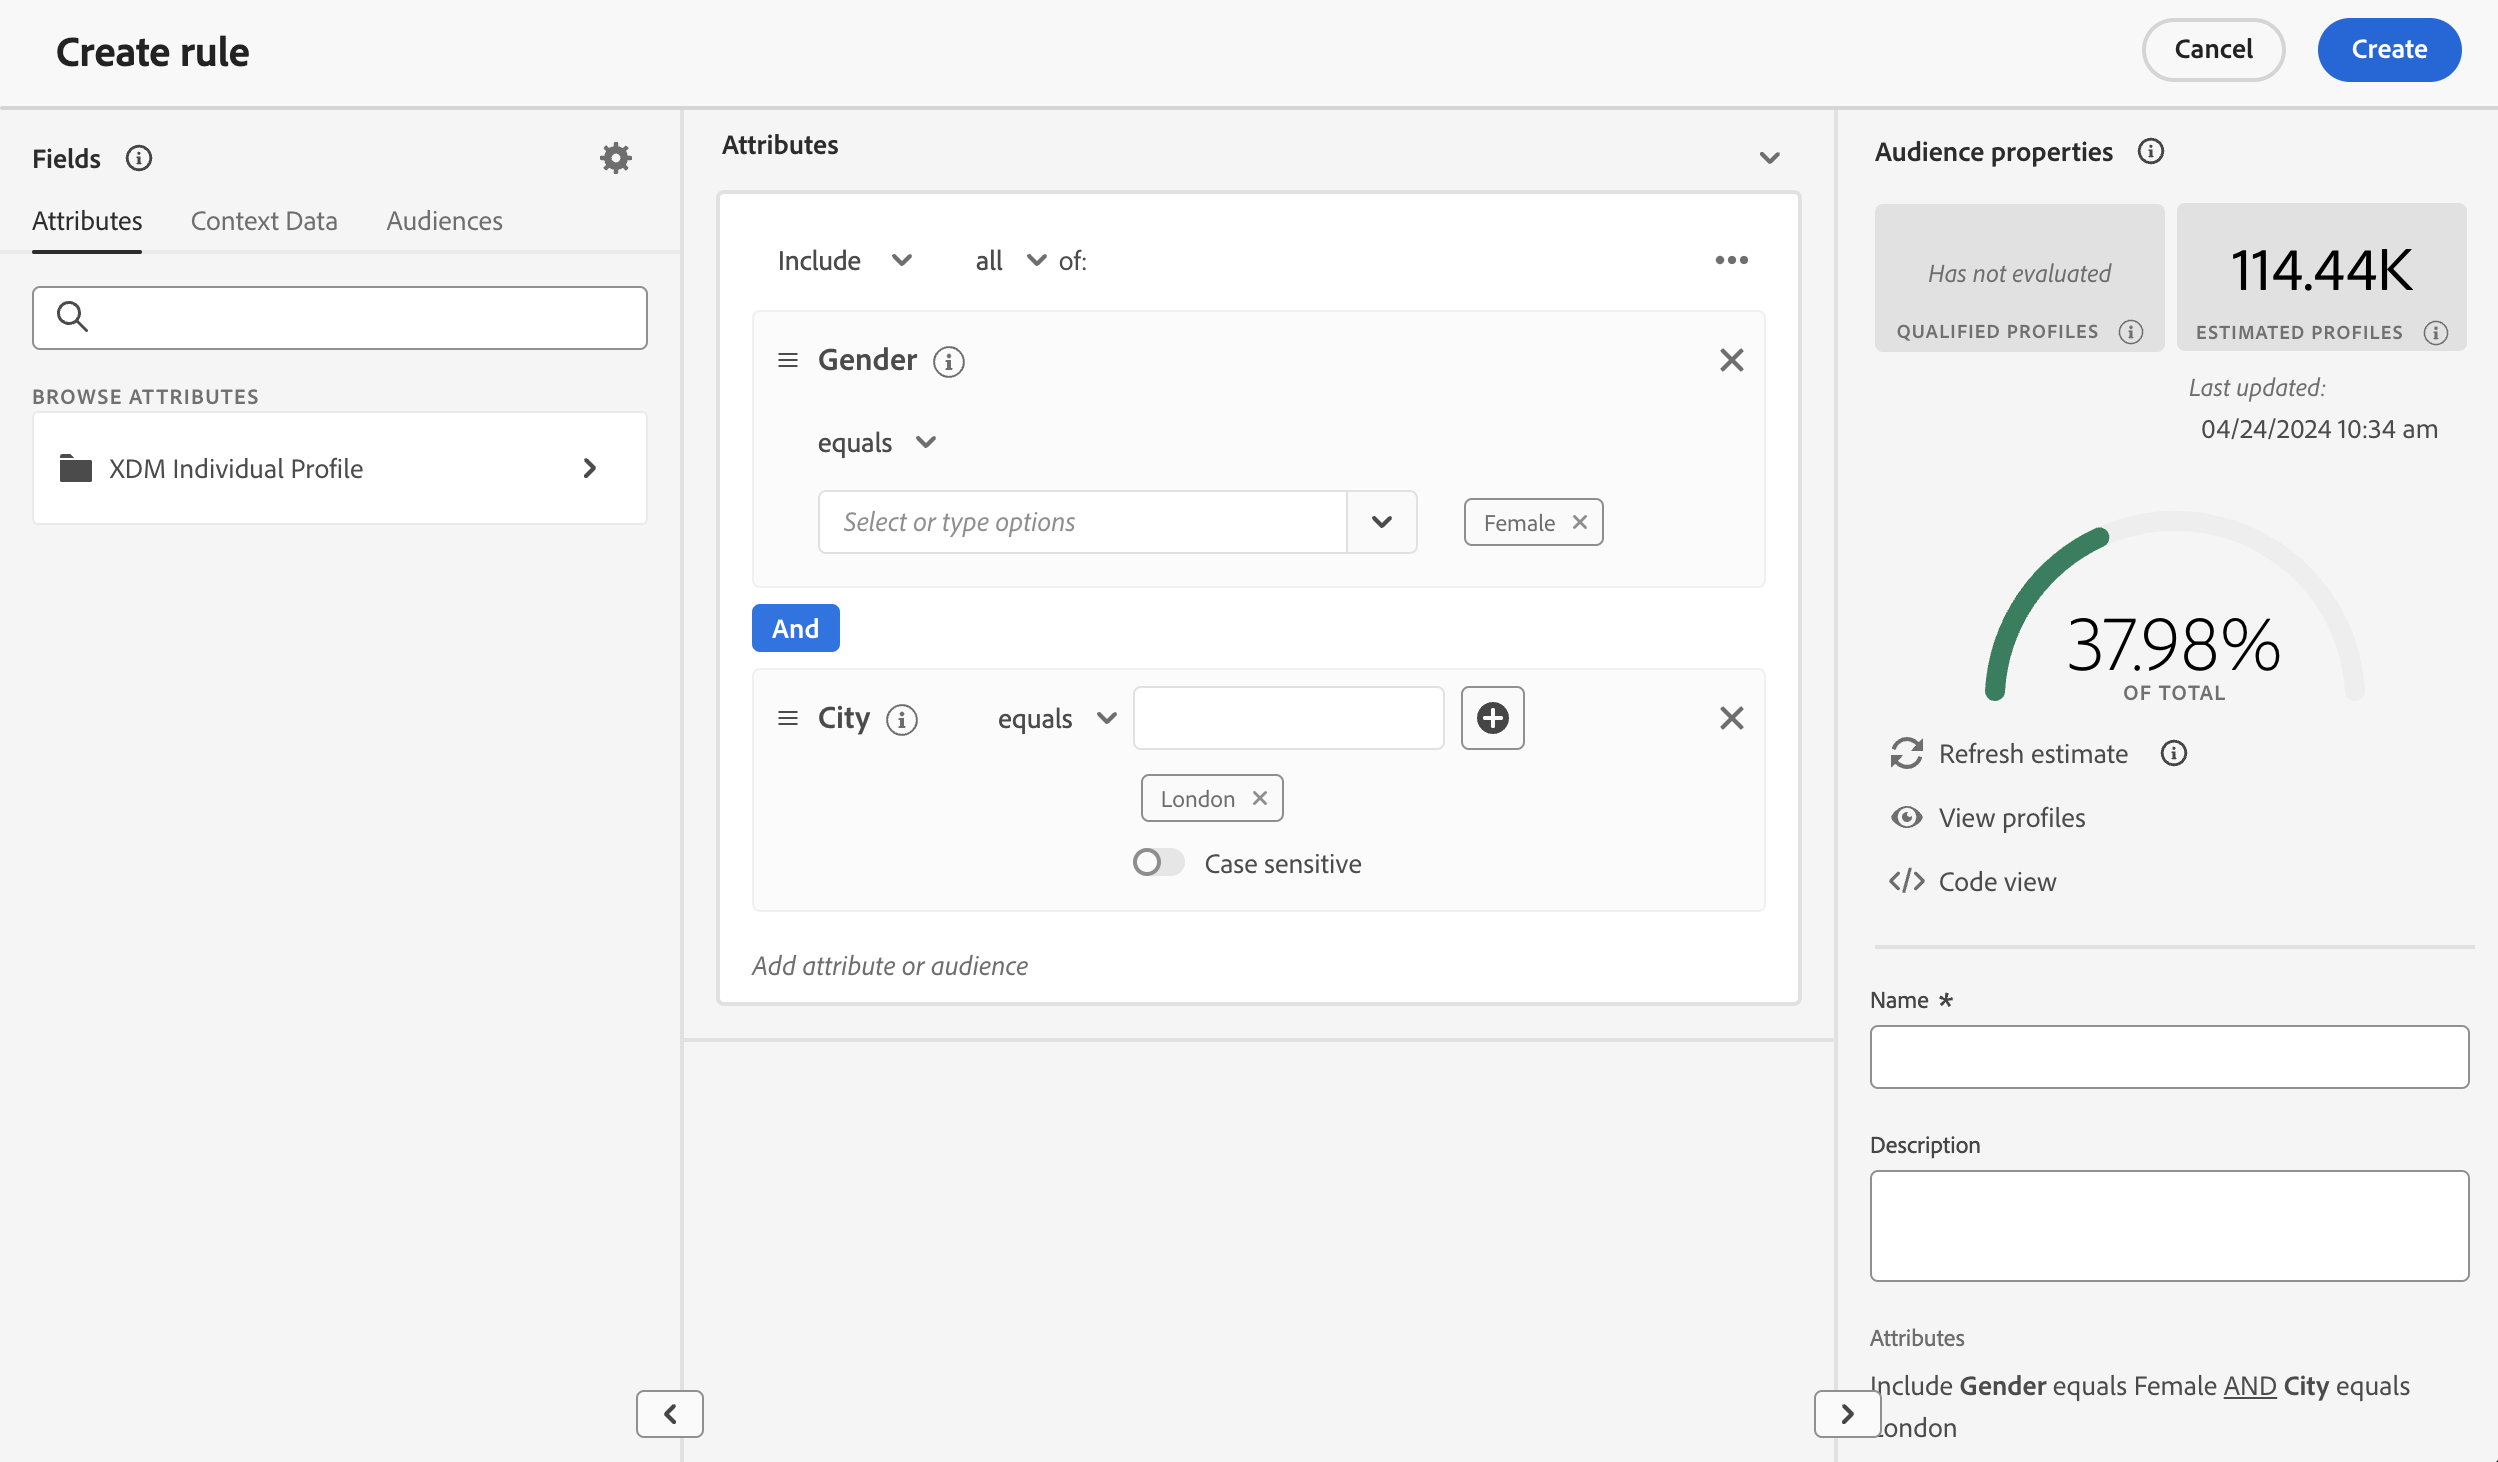 Create rule
Cancel
Create
Fields
Attributes
Context Data
Audiences
BROWSE ATTRIBUTES
XDM Individual Profile
Attributes
Include
all
of:
Gender
equals
Select or type options
Female
And
City
equals
London
Case sensitive
Add attribute or audience
Audience properties
Has not evaluated
QUALIFIED PROFILES
114.44K
ESTIMATED PROFILES
Last updated:
04/24/2024 10:34 am
37.98%
OF TOTAL
Refresh estimate
View profiles
Code view
Name *
Description
Attributes
Include Gender equals Female AND City equals
London